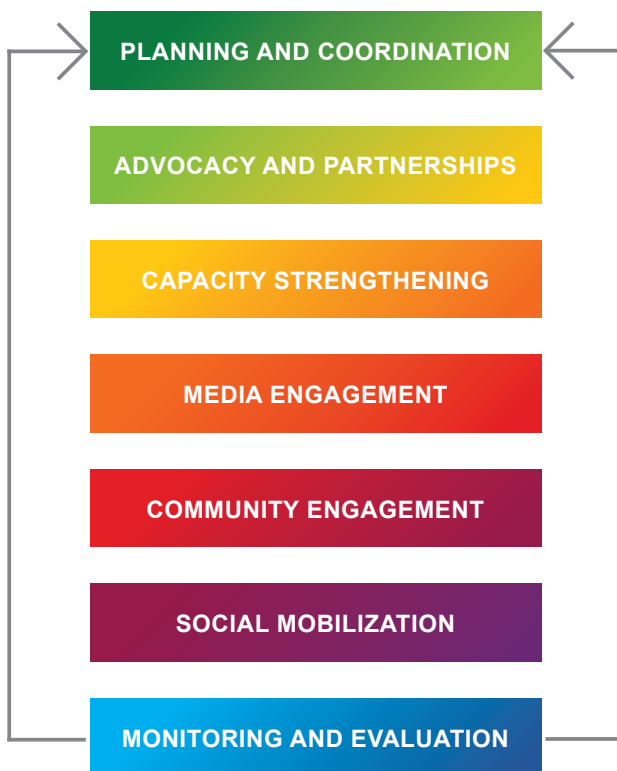 PLANNING AND COORDINATION
ADVOCACY AND PARTNERSHIPS
CAPACITY STRENGTHENING
MEDIA ENGAGEMENT
COMMUNITY ENGAGEMENT
SOCIAL MOBILIZATION
MONITORING AND EVALUATION